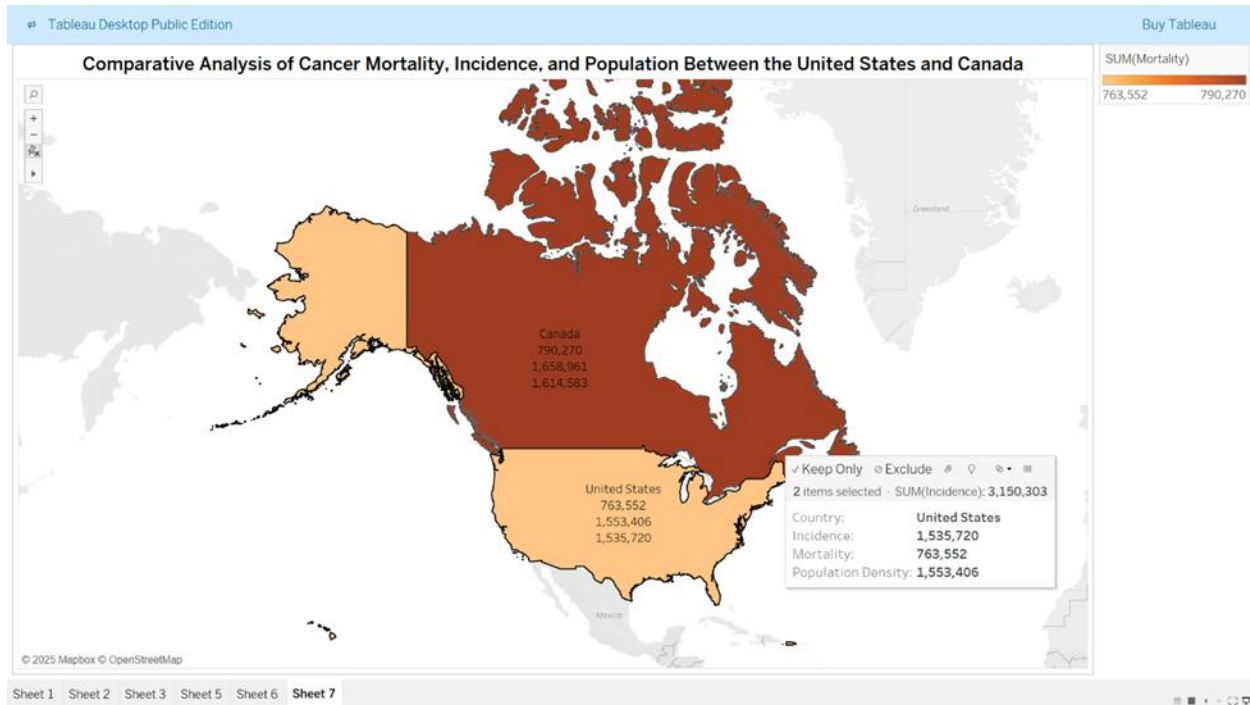 Tableau Desktop Public Edition
Buy Tableau
Comparative Analysis of Cancer Mortality, Incidence, and Population Between the United States and Canada
SUM(Mortality)
763,552 790,270
Greenland
Canada
790,270
1,658,961
1,614,583
United States
763,552
1,553,406
1,535,720
Keep Only Exclude
2 items selected · SUM(Incidence): 3,150,303
Country: United States
Incidence: 1,535,720
Mortality: 763,552
Population Density: 1,553,406
Mexico
© 2025 Mapbox © OpenStreetMap
Sheet 1 Sheet 2 Sheet 3 Sheet 5 Sheet 6 Sheet 7